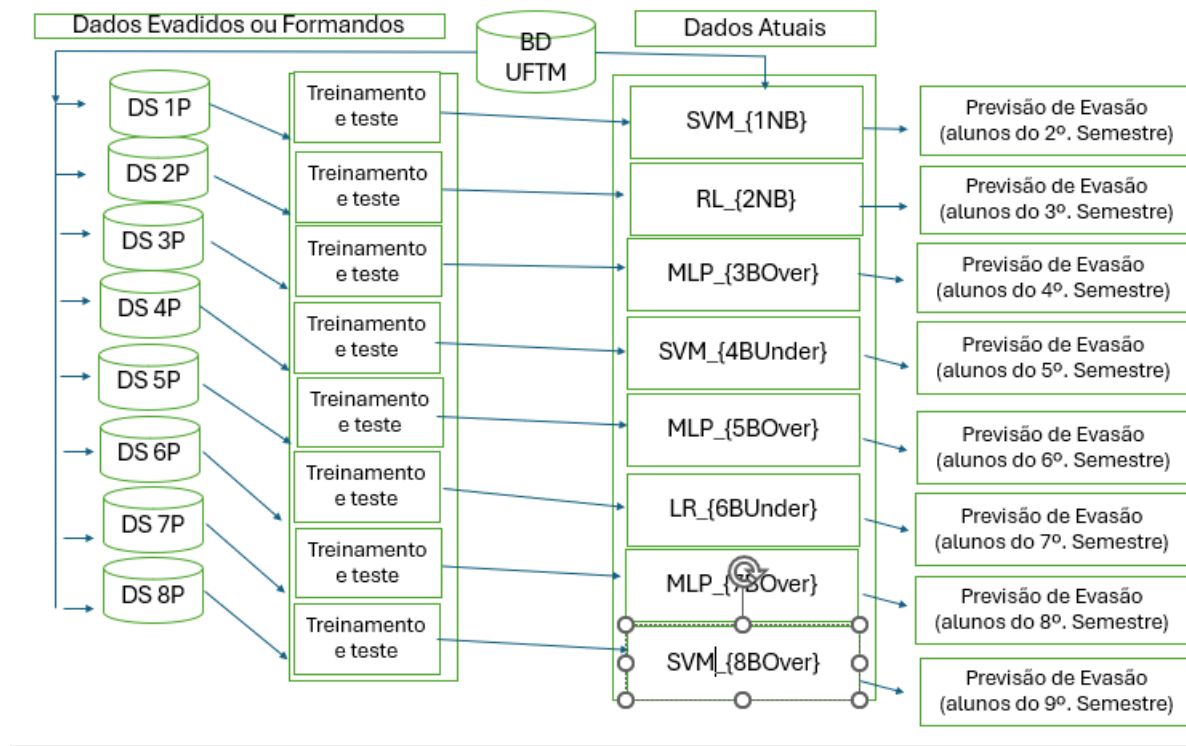 Dados Evadidos ou Formandos
BD
UFTM
Dados Atuais
DS 1P
Treinamento
e teste
SVM_{1NB}
Previsão de Evasão
(alunos do 2º. Semestre)
DS 2P
Treinamento
e teste
RL_{2NB}
Previsão de Evasão
(alunos do 3º. Semestre)
DS 3P
Treinamento
e teste
MLP_{3BOver}
Previsão de Evasão
(alunos do 4º. Semestre)
DS 4P
Treinamento
e teste
SVM_{4BUnder}
Previsão de Evasão
(alunos do 5º. Semestre)
DS 5P
Treinamento
e teste
MLP_{5BOver}
Previsão de Evasão
(alunos do 6º. Semestre)
DS 6P
Treinamento
e teste
LR_{6BUnder}
Previsão de Evasão
(alunos do 7º. Semestre)
DS 7P
Treinamento
e teste
MLP_{7BOver}
Previsão de Evasão
(alunos do 8º. Semestre)
DS 8P
Treinamento
e teste
SVM_{8BOver}
Previsão de Evasão
(alunos do 9º. Semestre)